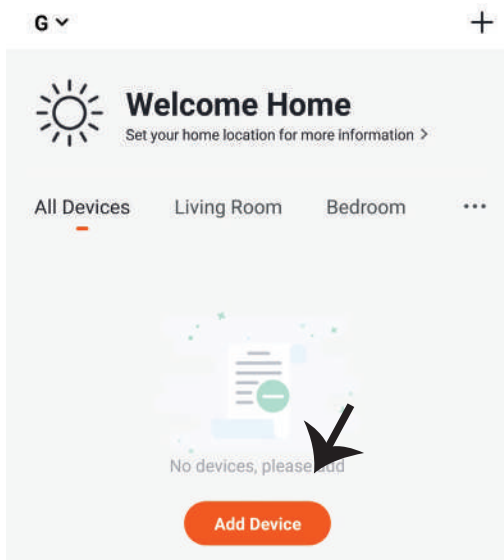 G
Welcome Home
Set your home location for more information >
All Devices Living Room Bedroom ...
No devices, please add
Add Device